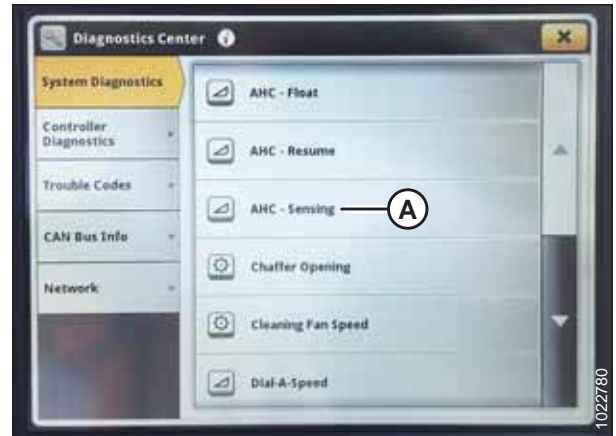 Diagnostics Center
System Diagnostics
Controller
Diagnostics
Trouble Codes
CAN Bus Info
Network
AHC - Float
AHC - Resume
AHC - Sensing
A
Chaffer Opening
Cleaning Fan Speed
Dial-A-Speed
1022780